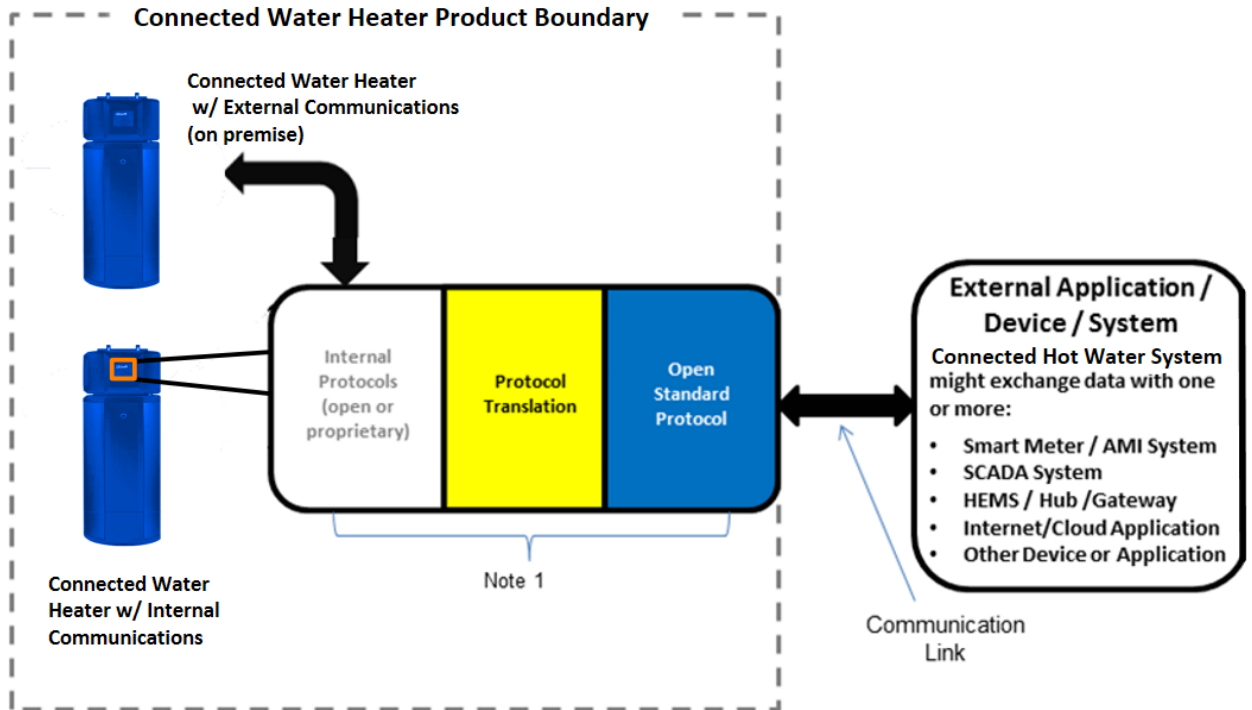 Connected Water Heater Product Boundary
Connected Water Heater
w/ External Communications
(on premise)
Internal
Protocols
(open or
proprietary)
Protocol
Translation
Open
Standard
Protocol
Note 1
Connected Water
Heater w/ Internal
Communications
External Application /
Device / System
Connected Hot Water System
might exchange data with one
or more:
• Smart Meter / AMI System
• SCADA System
• HEMS / Hub /Gateway
• Internet/Cloud Application
• Other Device or Application
Communication
Link